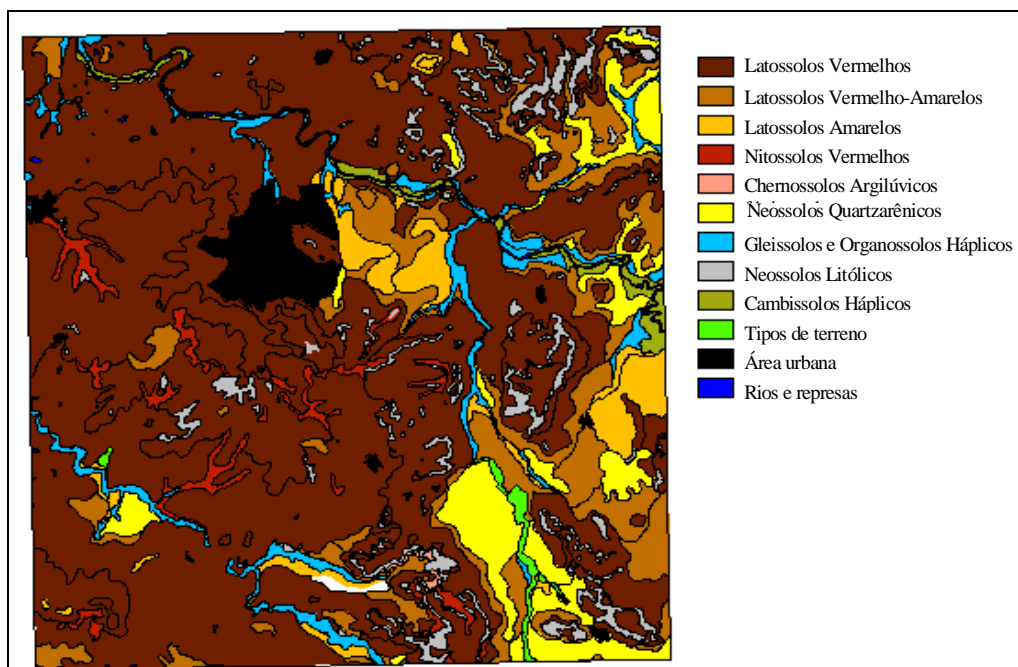 Latossolos Vermelhos
Latossolos Vermelho-Amarelos
Latossolos Amarelos
Nitossolos Vermelhos
Chernossolos Argilúvicos
Neossolos Quartzarênicos
Gleissolos e Organossolos Háplicos
Neossolos Litólicos
Cambissolos Háplicos
Tipos de terreno
Área urbana
Rios e represas